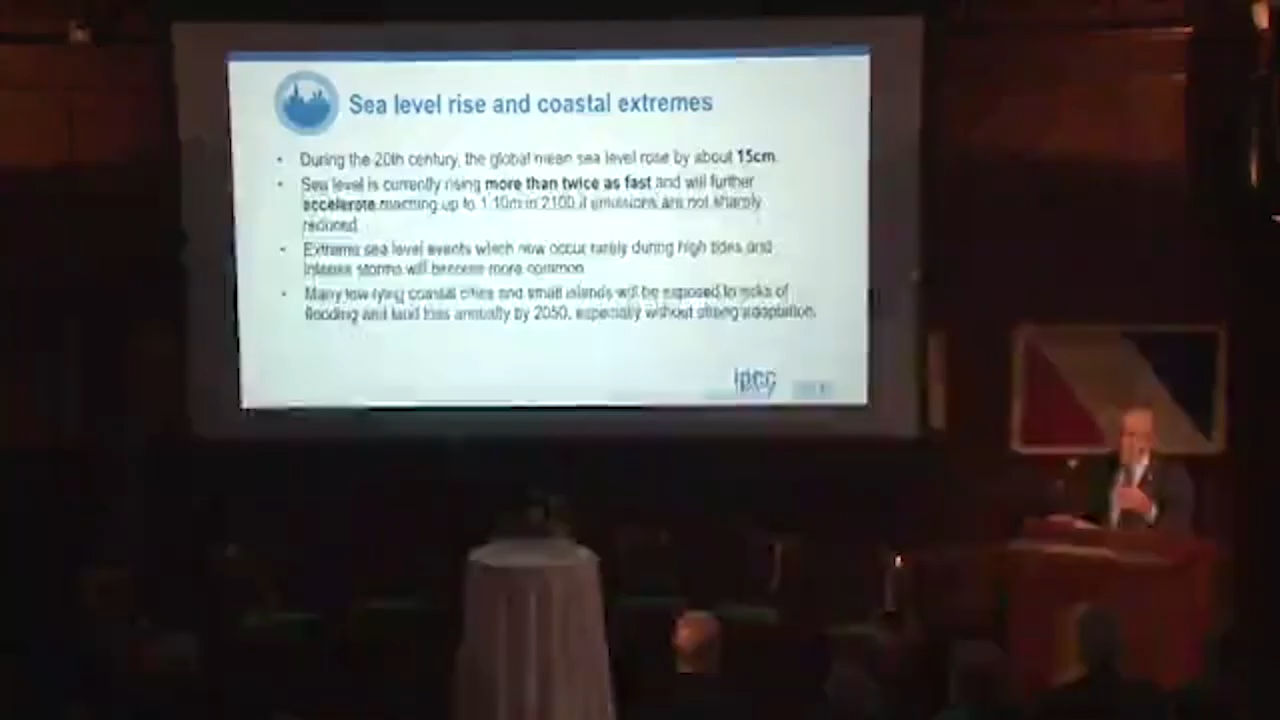 Sea level rise and coastal extremes
• During the 20th century, the global mean sea level rose by about 15cm.
• Sea level is currently rising more than twice as fast and will further
accelerate reaching up to 1.10m in 2100 if emissions are not sharply
reduced.
• Extreme sea level events which now occur rarely during high tides and
intense storms will become more common.
• Many low-lying coastal cities and small islands will be exposed to risks of
flooding and land loss annually by 2050, especially without strong adaptation.
ipcc